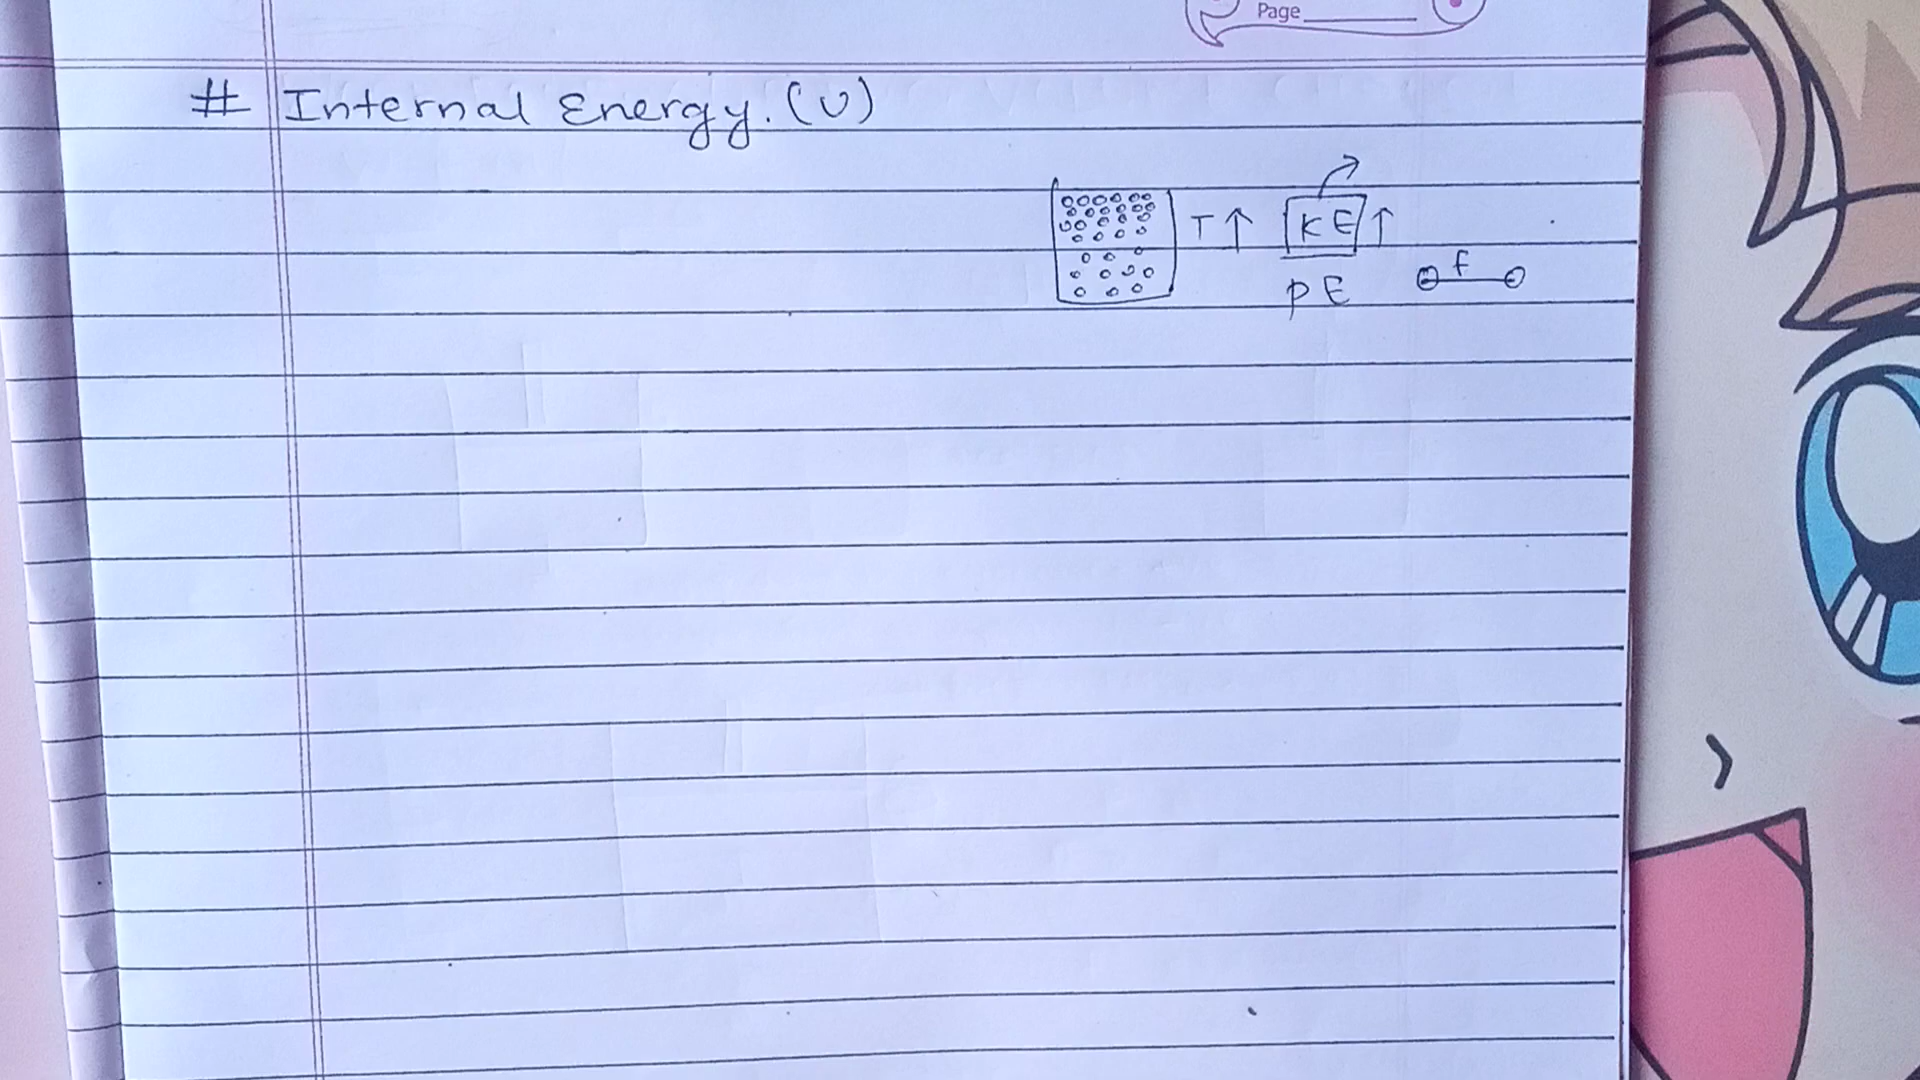 Page
# Internal Energy. (U)
T↑ KE↑
PE f